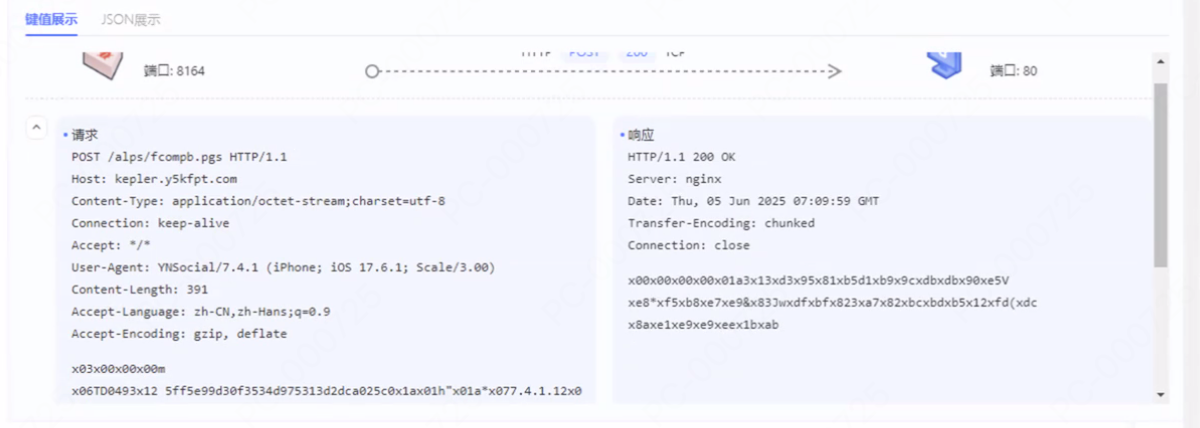 键值展示 JSON展示
HTTP POST 200 TCP
端口: 8164 端口: 80
请求
POST /alps/fcompb.pgs HTTP/1.1
Host: kepler.y5kfpt.com
Content-Type: application/octet-stream;charset=utf-8
Connection: keep-alive
Accept: "/"
User-Agent: YNSocial/7.4.1 (iPhone; iOS 17.6.1; Scale/3.00)
Content-Length: 391
Accept-Language: zh-CN,zh-Hans;q=0.9
Accept-Encoding: gzip, deflate
x03x00x00x00m
x06TD0493x12 5ff5e99d30f3534d975313d2dca025c0x1ax01h"x01a*x077.4.1.12x0
响应
HTTP/1.1 200 OK
Server: nginx
Date: Thu, 05 Jun 2025 07:09:59 GMT
Transfer-Encoding: chunked
Connection: close
x00x00x00x00x01a3x13xd3x95x81xb5d1xb9x9cxdbxdbx90xe5V
xe8*xf5xb8xe7xe9&x83Jwxdfxbfx823xa7x82xbcxbdxb5x12xfd(xdc
x8axe1xe9xe9xeex1bxab
PC-0007725